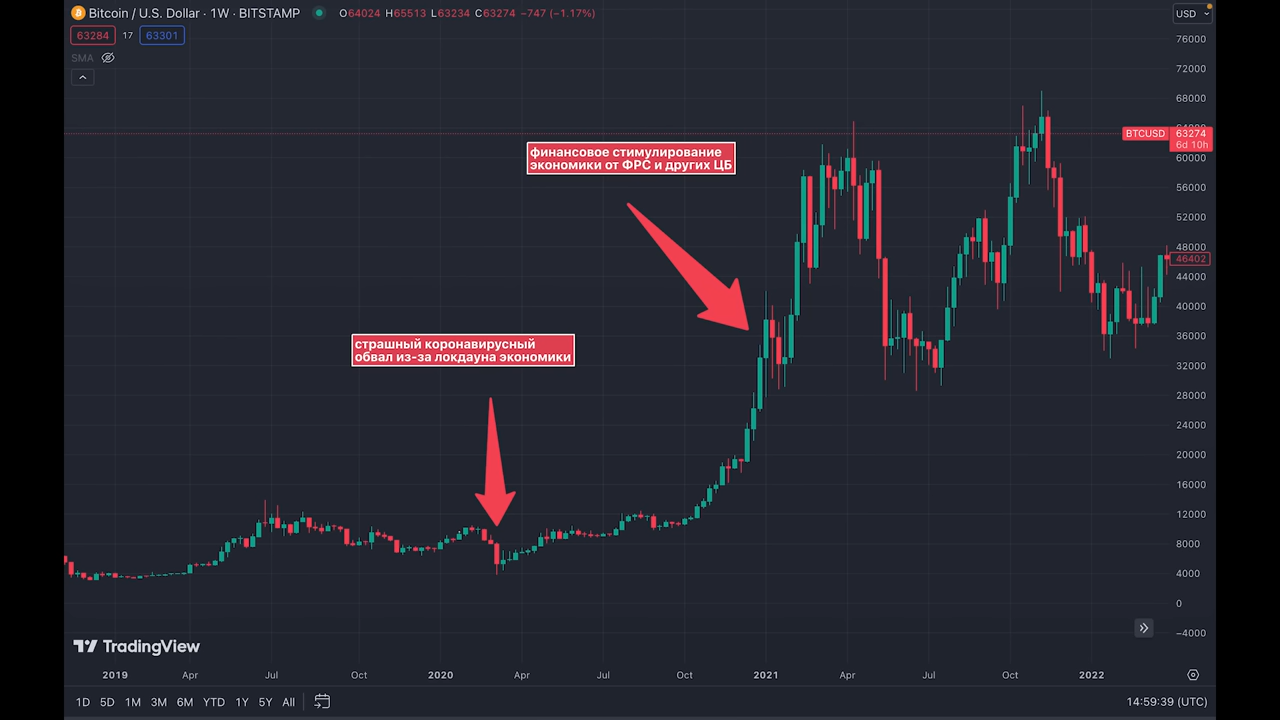 Bitcoin / U.S. Dollar · 1W · BITSTAMP O64024 H65513 L63234 C63274 −747 (−1.17%)
USD
63284 17 63301
SMA
76000
72000
68000
BTCUSD 63274
6d 10h
60000
56000
52000
48000
46402
44000
40000
36000
32000
28000
24000
20000
16000
12000
8000
4000
0
−4000
финансовое стимулирование
экономики от ФРС и других ЦБ
страшный коронавирусный
обвал из-за локдауна экономики
TradingView
2019 Apr Jul Oct 2020 Apr Jul Oct 2021 Apr Jul Oct 2022
1D 5D 1M 3M 6M YTD 1Y 5Y All 14:59:39 (UTC)